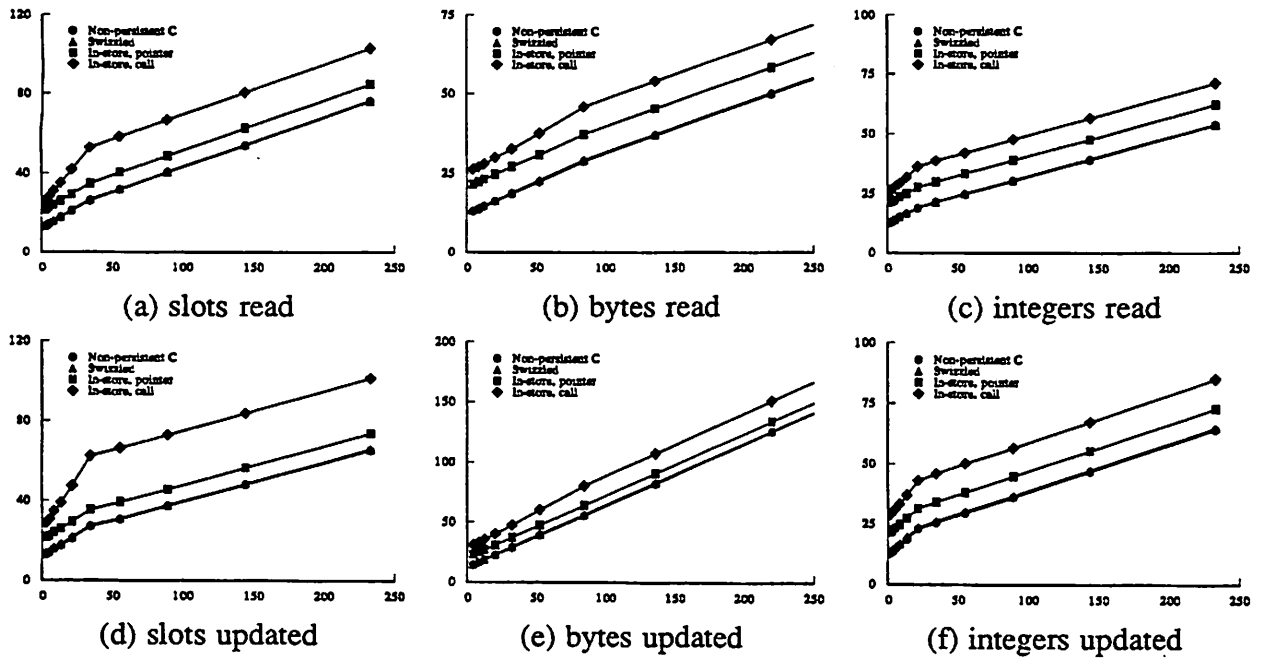 120
80
40
0
Non-persistent C
Swizzled
In-store, pointer
In-store, call
0 50 100 150 200 250
(a) slots read
75
50
25
0
Non-persistent C
Swizzled
In-store, pointer
In-store, call
0 50 100 150 200 250
(b) bytes read
100
75
50
25
0
Non-persistent C
Swizzled
In-store, pointer
In-store, call
0 50 100 150 200 250
(c) integers read
120
80
40
0
Non-persistent C
Swizzled
In-store, pointer
In-store, call
0 50 100 150 200 250
(d) slots updated
200
150
100
50
0
Non-persistent C
Swizzled
In-store, pointer
In-store, call
0 50 100 150 200 250
(e) bytes updated
100
75
50
25
0
Non-persistent C
Swizzled
In-store, pointer
In-store, call
0 50 100 150 200 250
(f) integers updated